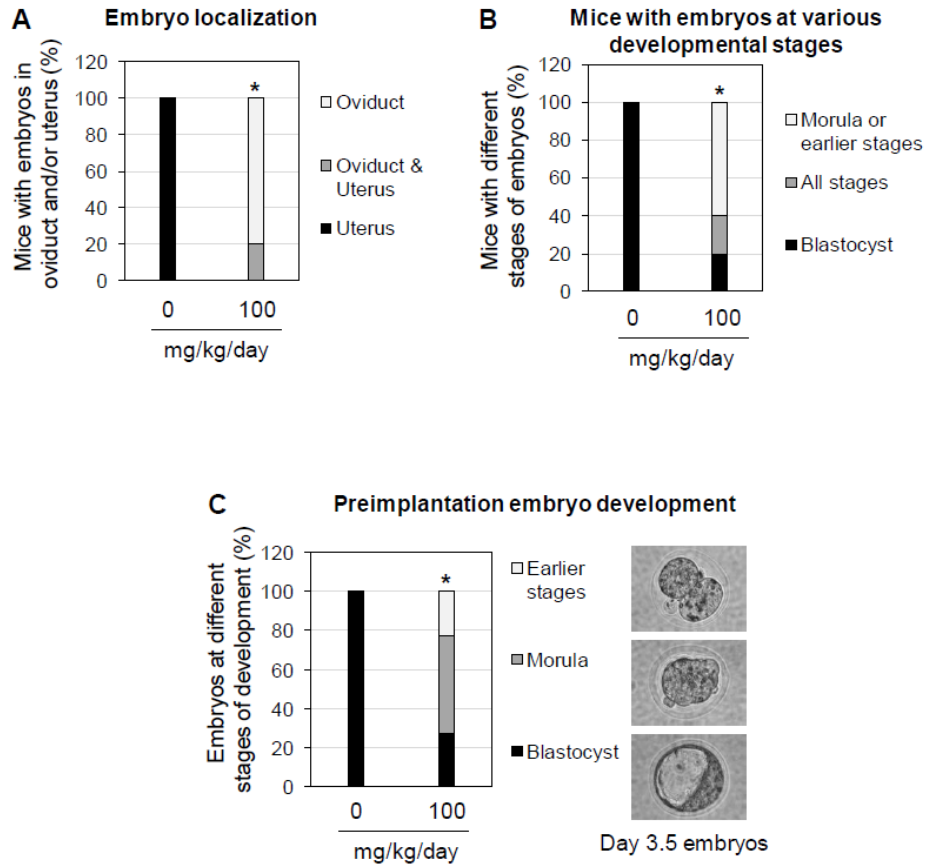 A
Embryo localization
Mice with embryos in
oviduct and/or uterus (%)
120
100
80
60
40
20
0
*
0
100
mg/kg/day
Oviduct
Oviduct &
Uterus
Uterus
B
Mice with embryos at various
developmental stages
Mice with different
stages of embryos (%)
120
100
80
60
40
20
0
*
0
100
mg/kg/day
Morula or
earlier stages
All stages
Blastocyst
C
Preimplantation embryo development
Embryos at different
stages of development (%)
120
100
80
60
40
20
0
*
0
100
mg/kg/day
Earlier
stages
Morula
Blastocyst
Day 3.5 embryos